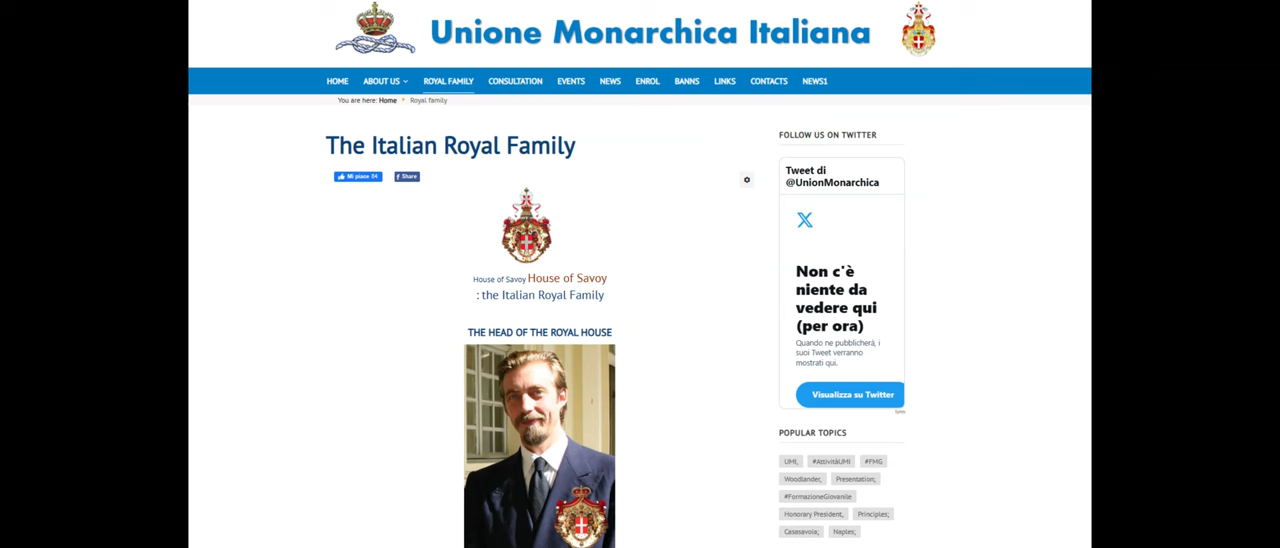 Unione Monarchica Italiana
HOME ABOUT US ROYAL FAMILY CONSULTATION EVENTS NEWS ENROL BANNS LINKS CONTACTS NEWS1
You are here: Home Royal family
The Italian Royal Family
Mi piace 34 Share
House of Savoy House of Savoy
: the Italian Royal Family
THE HEAD OF THE ROYAL HOUSE
FOLLOW US ON TWITTER
Tweet di
@UnionMonarchica
Non c'è
niente da
vedere qui
(per ora)
Quando ne pubblicherà, i
suoi Tweet verranno
mostrati qui.
Visualizza su Twitter
POPULAR TOPICS
UMI, #AttivitàUMI #FMG
Woodlander, Presentation;
#FormazioneGiovanile
Honorary President, Principles;
Casasavola; Naples;